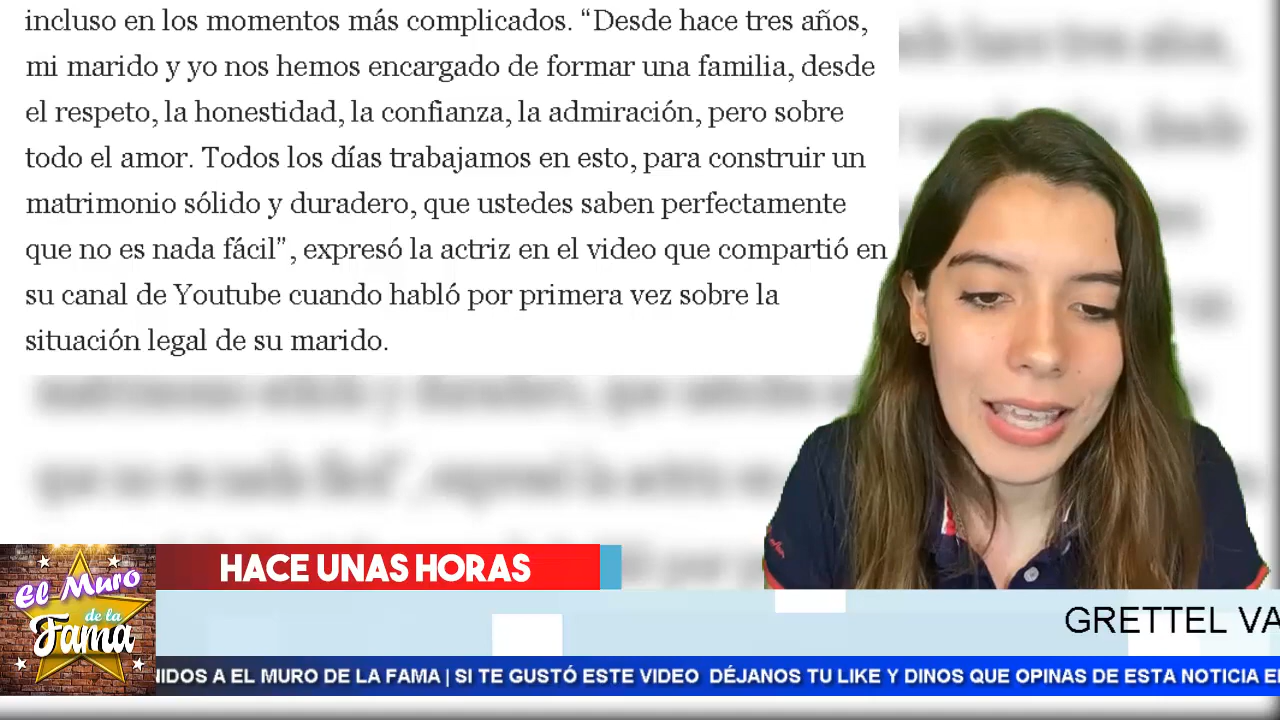 incluso en los momentos más complicados. “Desde hace tres años,
mi marido y yo nos hemos encargado de formar una familia, desde
el respeto, la honestidad, la confianza, la admiración, pero sobre
todo el amor. Todos los días trabajamos en esto, para construir un
matrimonio sólido y duradero, que ustedes saben perfectamente
que no es nada fácil”, expresó la actriz en el video que compartió en
su canal de Youtube cuando habló por primera vez sobre la
situación legal de su marido.
HACE UNAS HORAS
El Muro
de la
Fama
GRETTEL VA
NIDOS A EL MURO DE LA FAMA | SI TE GUSTÓ ESTE VIDEO DÉJANOS TU LIKE Y DINOS QUE OPINAS DE ESTA NOTICIA E